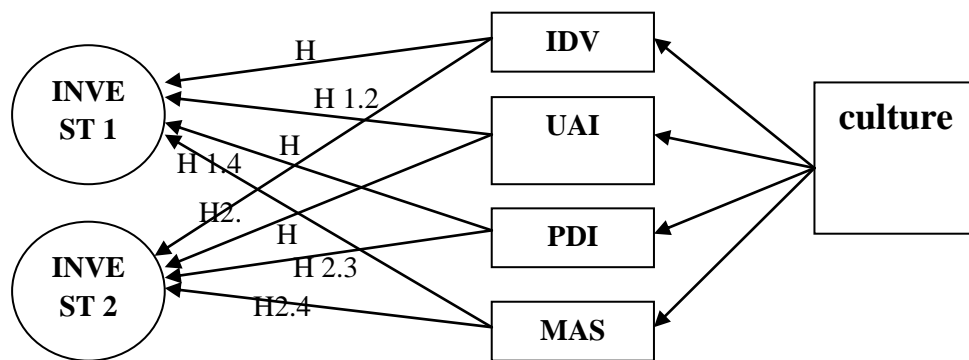 INVE
ST 1
INVE
ST 2
H
H 1.2
H
H 1.4
H2.
H
H 2.3
H2.4
IDV
UAI
PDI
MAS
culture